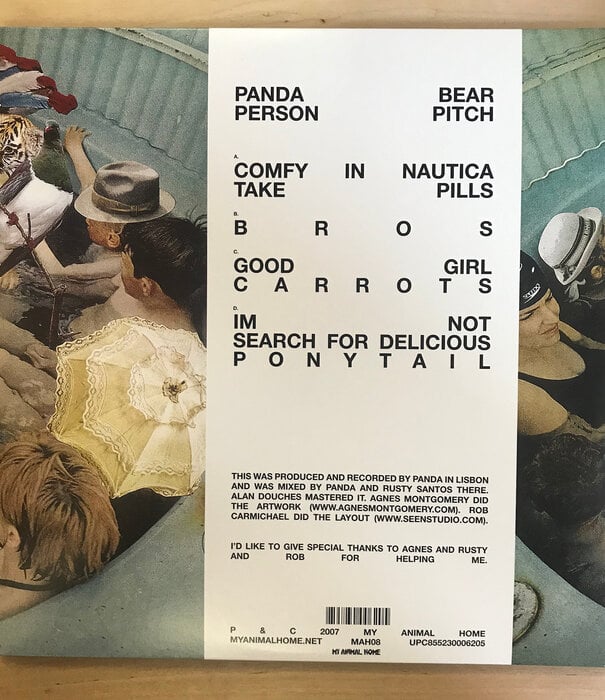 PANDA BEAR
PERSON PITCH
A.
COMFY IN NAUTICA
TAKE PILLS
B.
BROS
C.
GOOD GIRL
CARROTS
D.
IM NOT
SEARCH FOR DELICIOUS
PONYTAIL
THIS WAS PRODUCED AND RECORDED BY PANDA IN LISBON
AND WAS MIXED BY PANDA AND RUSTY SANTOS THERE.
ALAN DOUCHES MASTERED IT. AGNES MONTGOMERY DID
THE ARTWORK (WWW.AGNESMONTGOMERY.COM). ROB
CARMICHAEL DID THE LAYOUT (WWW.SEENSTUDIO.COM).
I'D LIKE TO GIVE SPECIAL THANKS TO AGNES AND RUSTY
AND ROB FOR HELPING ME.
P & C 2007 MY ANIMAL HOME
MYANIMALHOME.NET MAH08 UPC855230006205
MY ANIMAL HOME